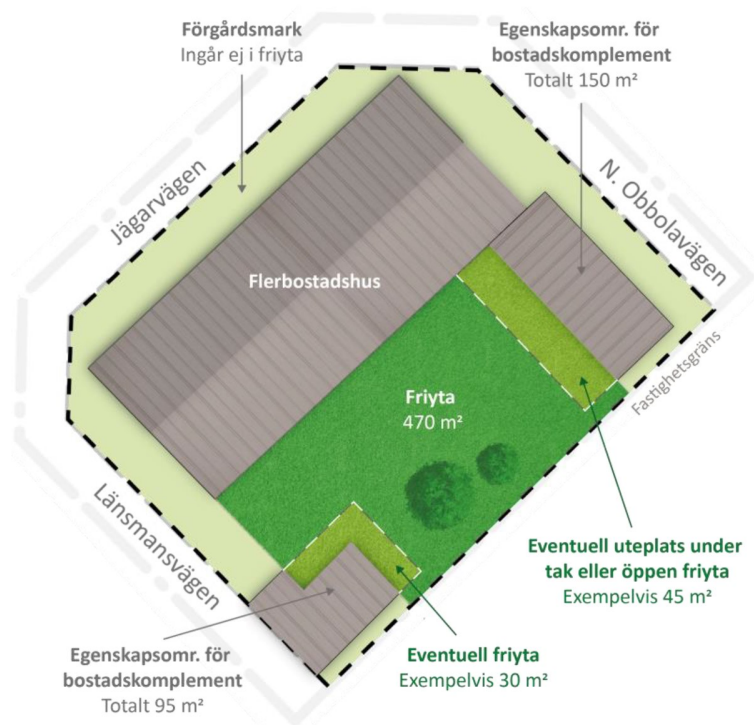 Förgårdsmark
Ingår ej i friyta
Egenskapsomr. för
bostadskomplement
Totalt 150 m²
Jägarvägen
N. Obbolavägen
Flerbostadshus
Fastighetsgräns
Friyta
470 m²
Länsmansvägen
Eventuell uteplats under
tak eller öppen friyta
Exempelvis 45 m²
Egenskapsomr. för
bostadskomplement
Totalt 95 m²
Eventuell friyta
Exempelvis 30 m²